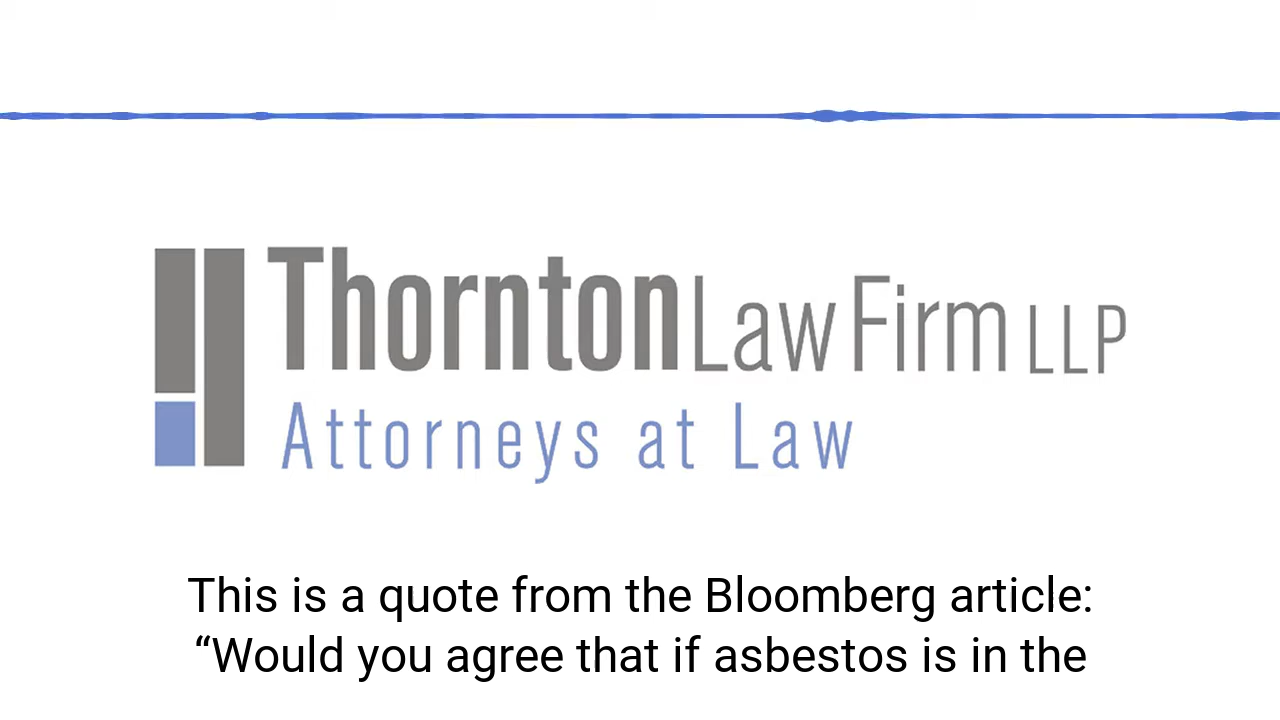 Thornton Law Firm LLP
Attorneys at Law
This is a quote from the Bloomberg article:
“Would you agree that if asbestos is in the